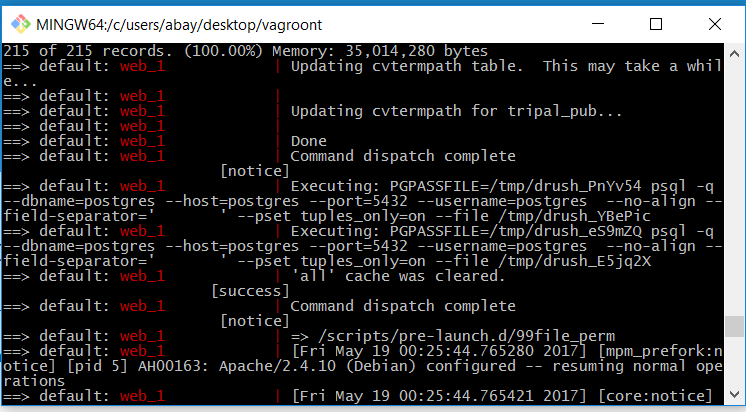 MINGW64:/c/users/abay/desktop/vagroont
215 of 215 records. (100.00%) Memory: 35,014,280 bytes
==> default: web_1 | Updating cvtermpath table. This may take a whil
e...
==> default: web_1 |
==> default: web_1 | Updating cvtermpath for tripal_pub...
==> default: web_1 |
==> default: web_1 | Done
==> default: web_1 | Command dispatch complete
[notice]
==> default: web_1 | Executing: PGPASSFILE=/tmp/drush_PnYv54 psql -q
--dbname=postgres --host=postgres --port=5432 --username=postgres --no-align --
field-separator=' ' --pset tuples_only=on --file /tmp/drush_YBePic
==> default: web_1 | Executing: PGPASSFILE=/tmp/drush_eS9mZQ psql -q
--dbname=postgres --host=postgres --port=5432 --username=postgres --no-align --
field-separator=' ' --pset tuples_only=on --file /tmp/drush_E5jq2X
==> default: web_1 | 'all' cache was cleared.
[success]
==> default: web_1 | Command dispatch complete
[notice]
==> default: web_1 | => /scripts/pre-launch.d/99file_perm
==> default: web_1 | [Fri May 19 00:25:44.765280 2017] [mpm_prefork:n
otice] [pid 5] AH00163: Apache/2.4.10 (Debian) configured -- resuming normal ope
rations
==> default: web_1 | [Fri May 19 00:25:44.765421 2017] [core:notice]